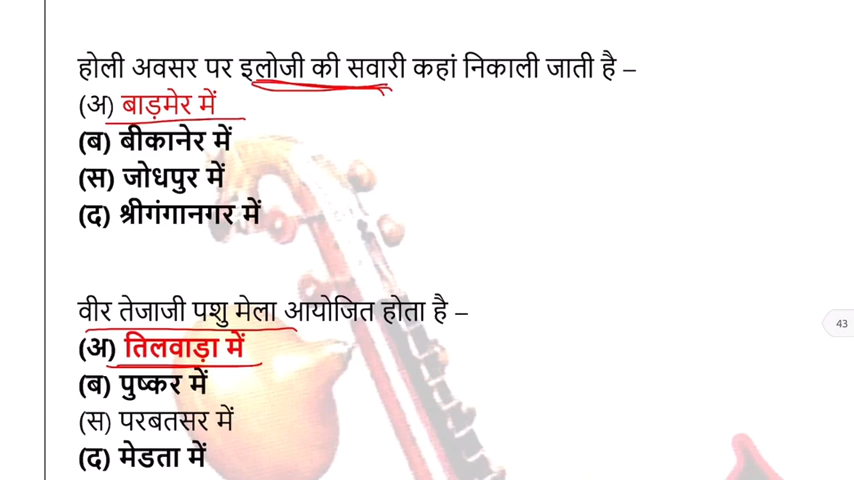 होली अवसर पर इलोजी की सवारी कहां निकाली जाती है –
(अ) बाड़मेर में
(ब) बीकानेर में
(स) जोधपुर में
(द) श्रीगंगानगर में
वीर तेजाजी पशु मेला आयोजित होता है –
(अ) तिलवाड़ा में
(ब) पुष्कर में
(स) परबतसर में
(द) मेडता में
43